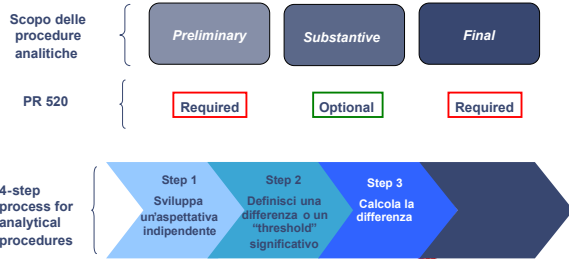 Scopo delle
procedure
analitiche
Preliminary
Substantive
Final
PR 520
Required
Optional
Required
4-step
process for
analytical
procedures
Step 1
Sviluppa
un'aspettativa
indipendente
Step 2
Definisci una
differenza o un
“threshold”
significativo
Step 3
Calcola la
differenza